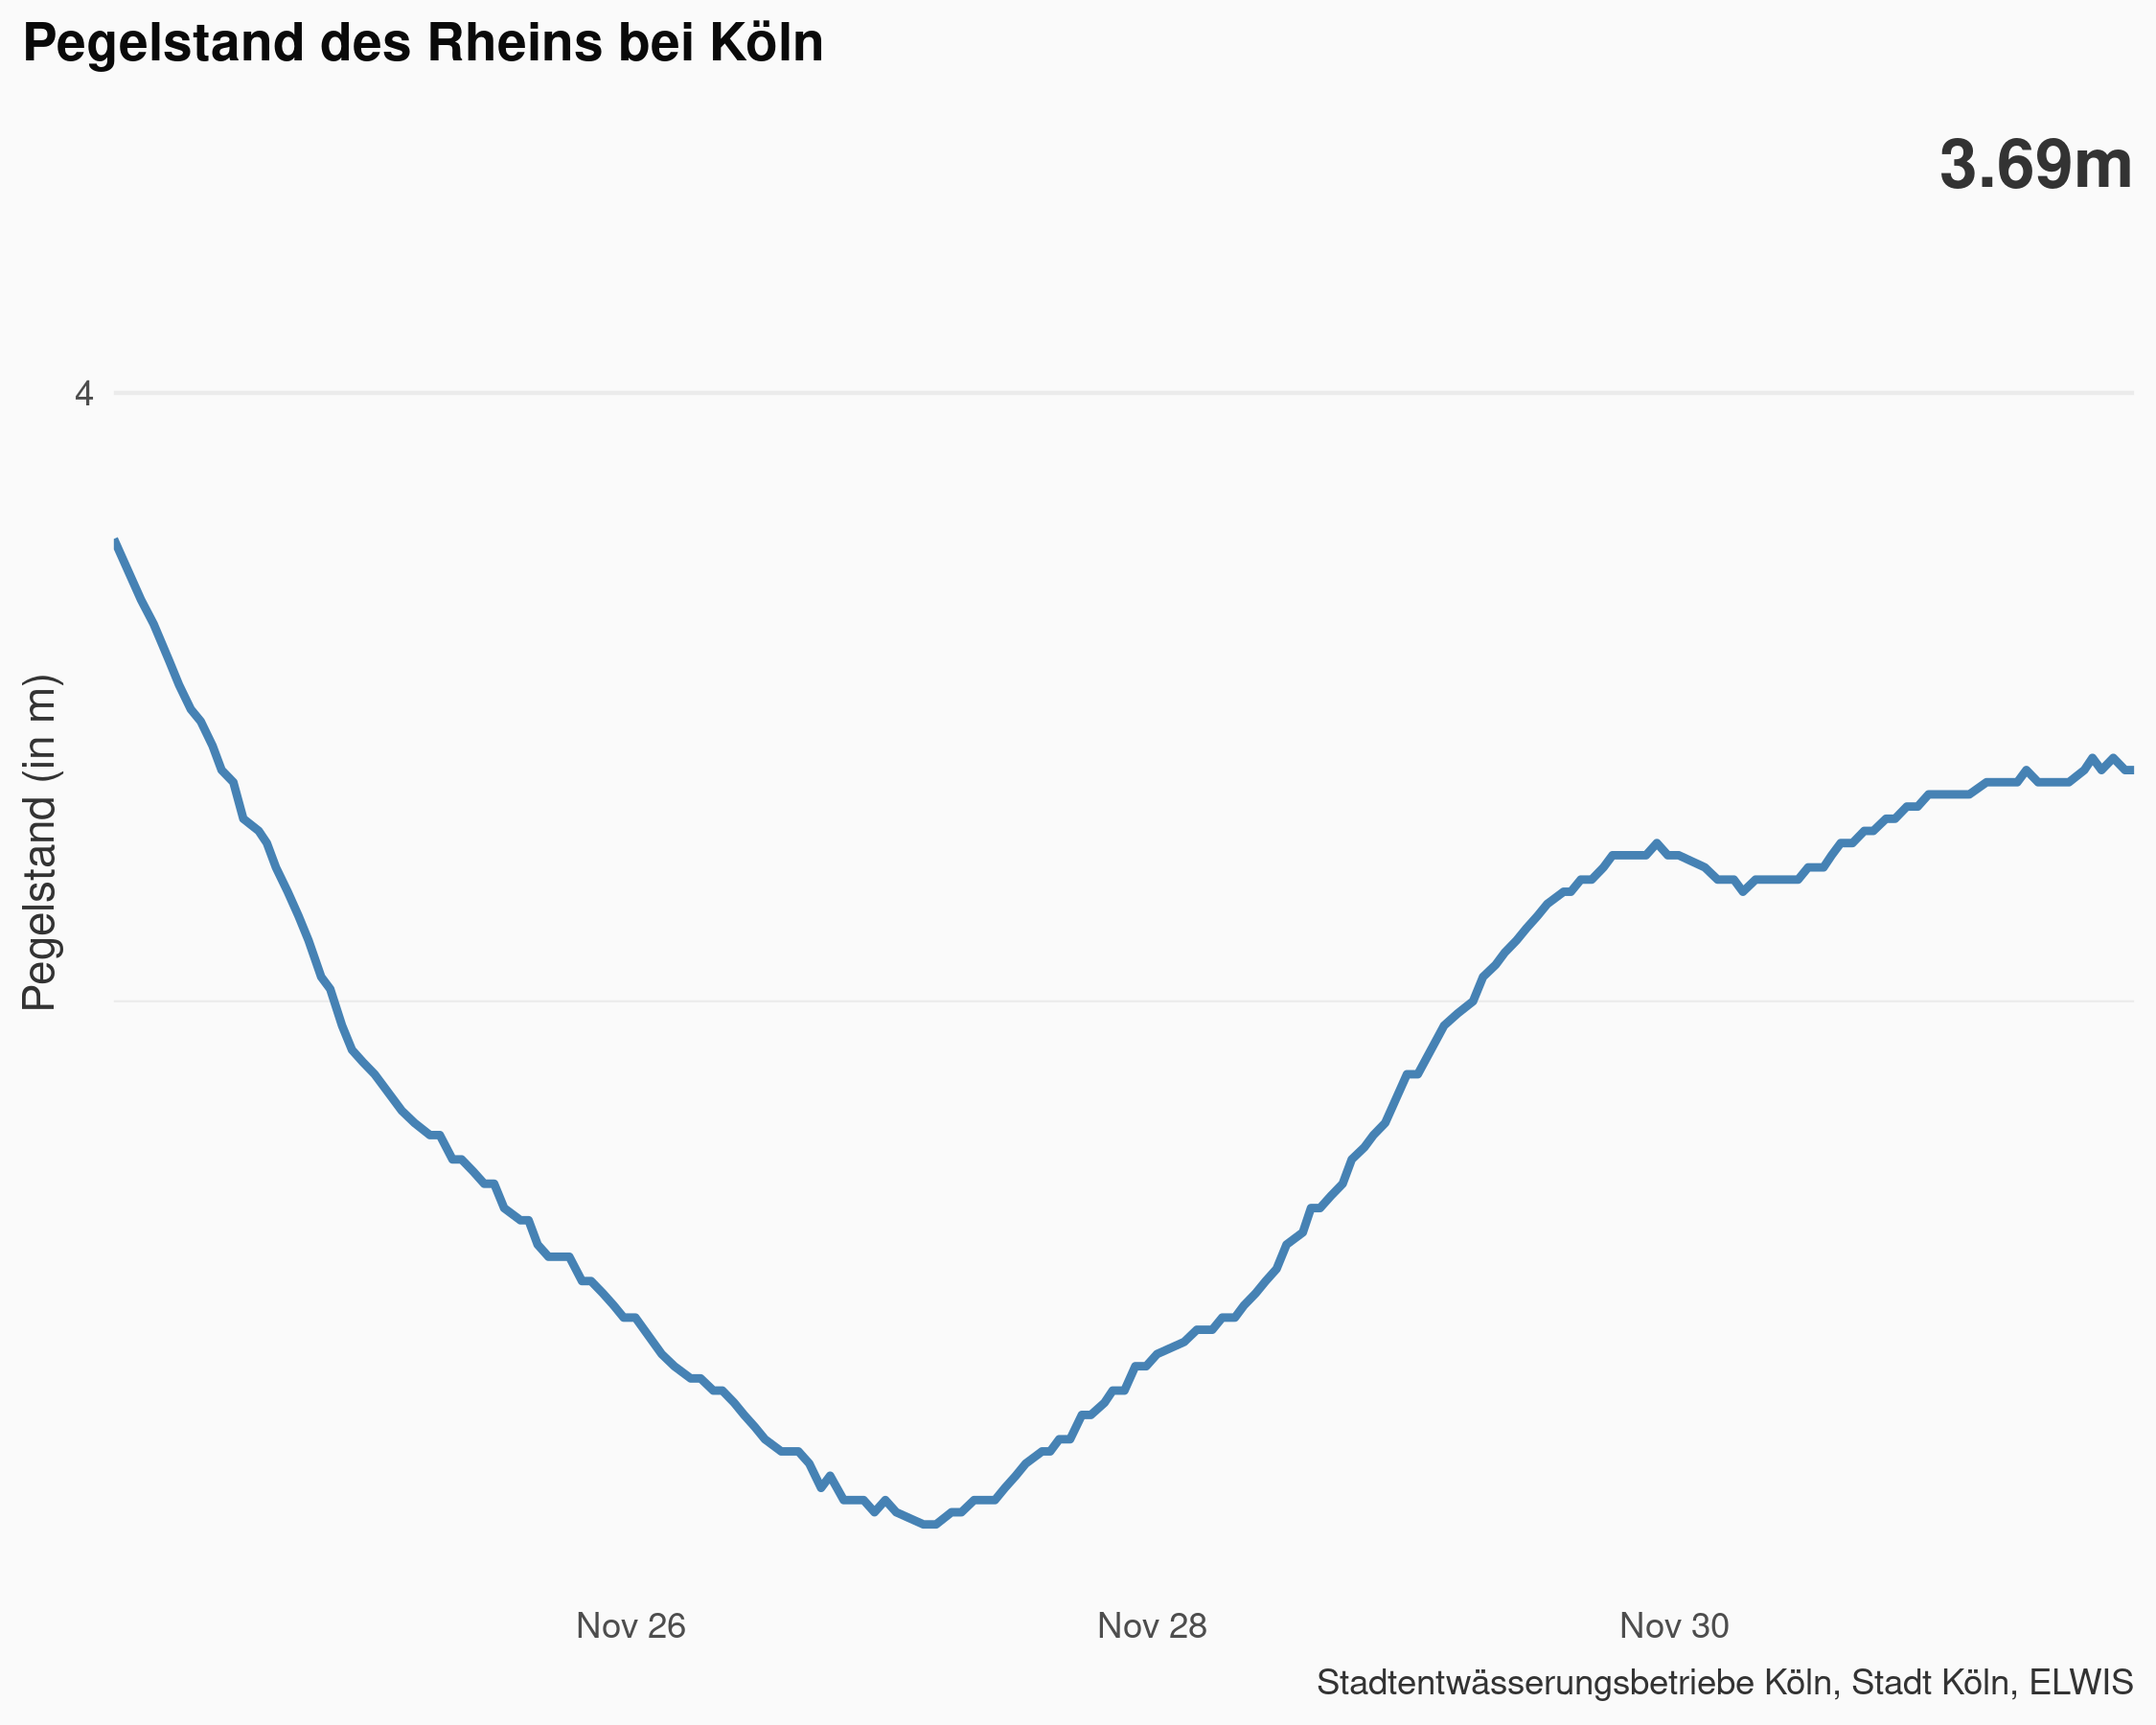 Pegelstand des Rheins bei Köln
3.69m
4
Pegelstand (in m)
Nov 26
Nov 28
Nov 30
Stadtentwässerungsbetriebe Köln, Stadt Köln, ELWIS